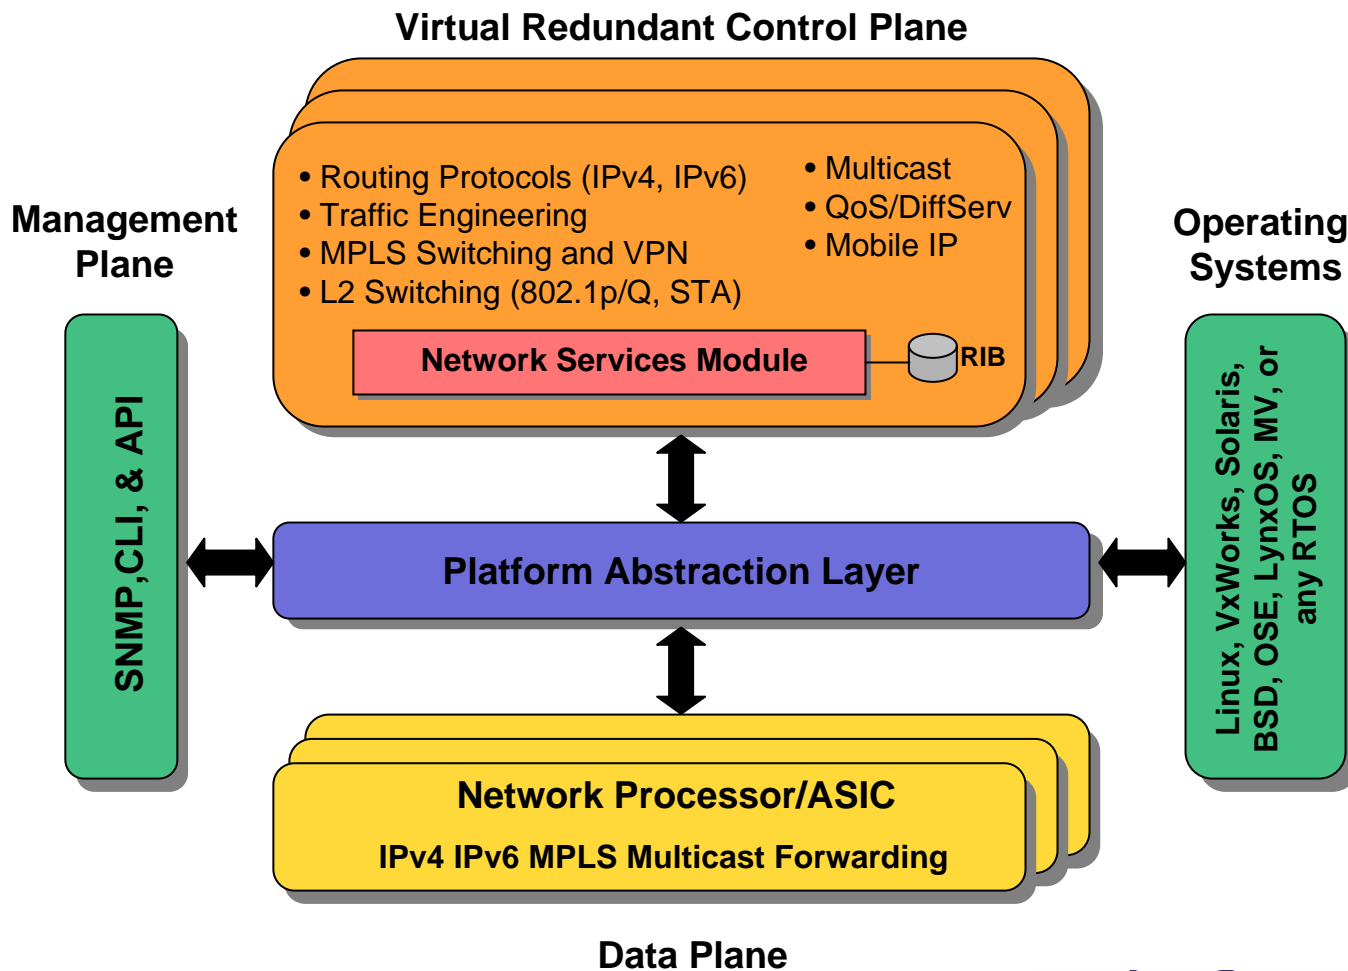 Virtual Redundant Control Plane
• Routing Protocols (IPv4, IPv6)
• Traffic Engineering
• MPLS Switching and VPN
• L2 Switching (802.1p/Q, STA)
• Multicast
• QoS/DiffServ
• Mobile IP
Network Services Module
RIB
Management
Plane
SNMP,CLI, & API
Operating
Systems
Linux, VxWorks, Solaris,
BSD, OSE, LynxOS, MV, or
any RTOS
Platform Abstraction Layer
Network Processor/ASIC
IPv4 IPv6 MPLS Multicast Forwarding
Data Plane